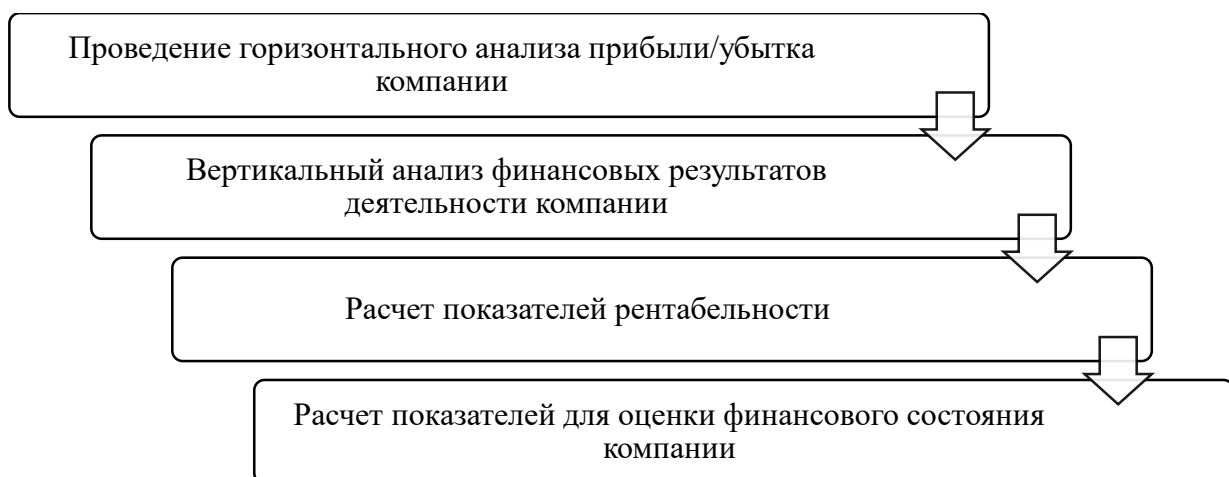 Проведение горизонтального анализа прибыли/убытка
компании
Вертикальный анализ финансовых результатов
деятельности компании
Расчет показателей рентабельности
Расчет показателей для оценки финансового состояния
компании